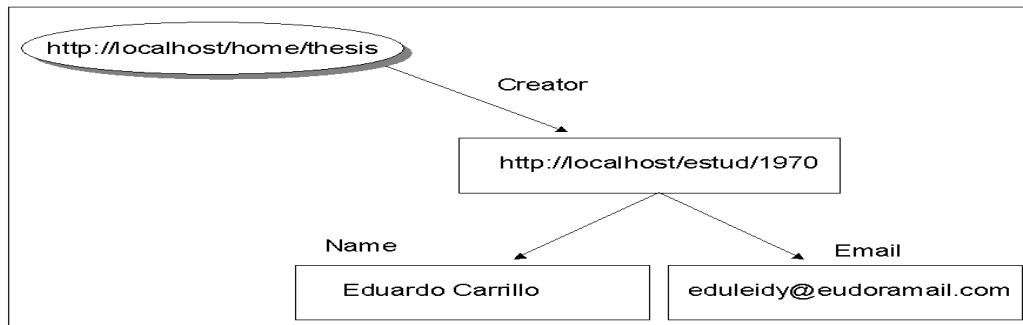 http://localhost/home/thesis
Creator
http://localhost/estud/1970
Name
Email
Eduardo Carrillo
eduleidy@eudoramail.com